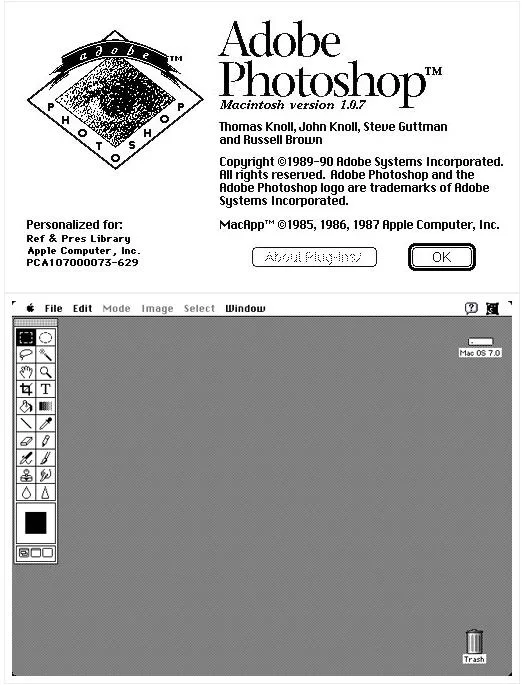 adobe™
PHOTOSHOP
Adobe
Photoshop™
Macintosh version 1.0.7
Thomas Knoll, John Knoll, Steve Guttman
and Russell Brown
Copyright ©1989-90 Adobe Systems Incorporated.
All rights reserved. Adobe Photoshop and the
Adobe Photoshop logo are trademarks of Adobe
Systems Incorporated.
Personalized for:
Ref & Pres Library
Apple Computer, Inc.
PCA107000073-629
MacApp™ ©1985, 1986, 1987 Apple Computer, Inc.
About Plug-ins!
OK
File Edit Mode Image Select Window
Mac OS 7.0
T
Trash